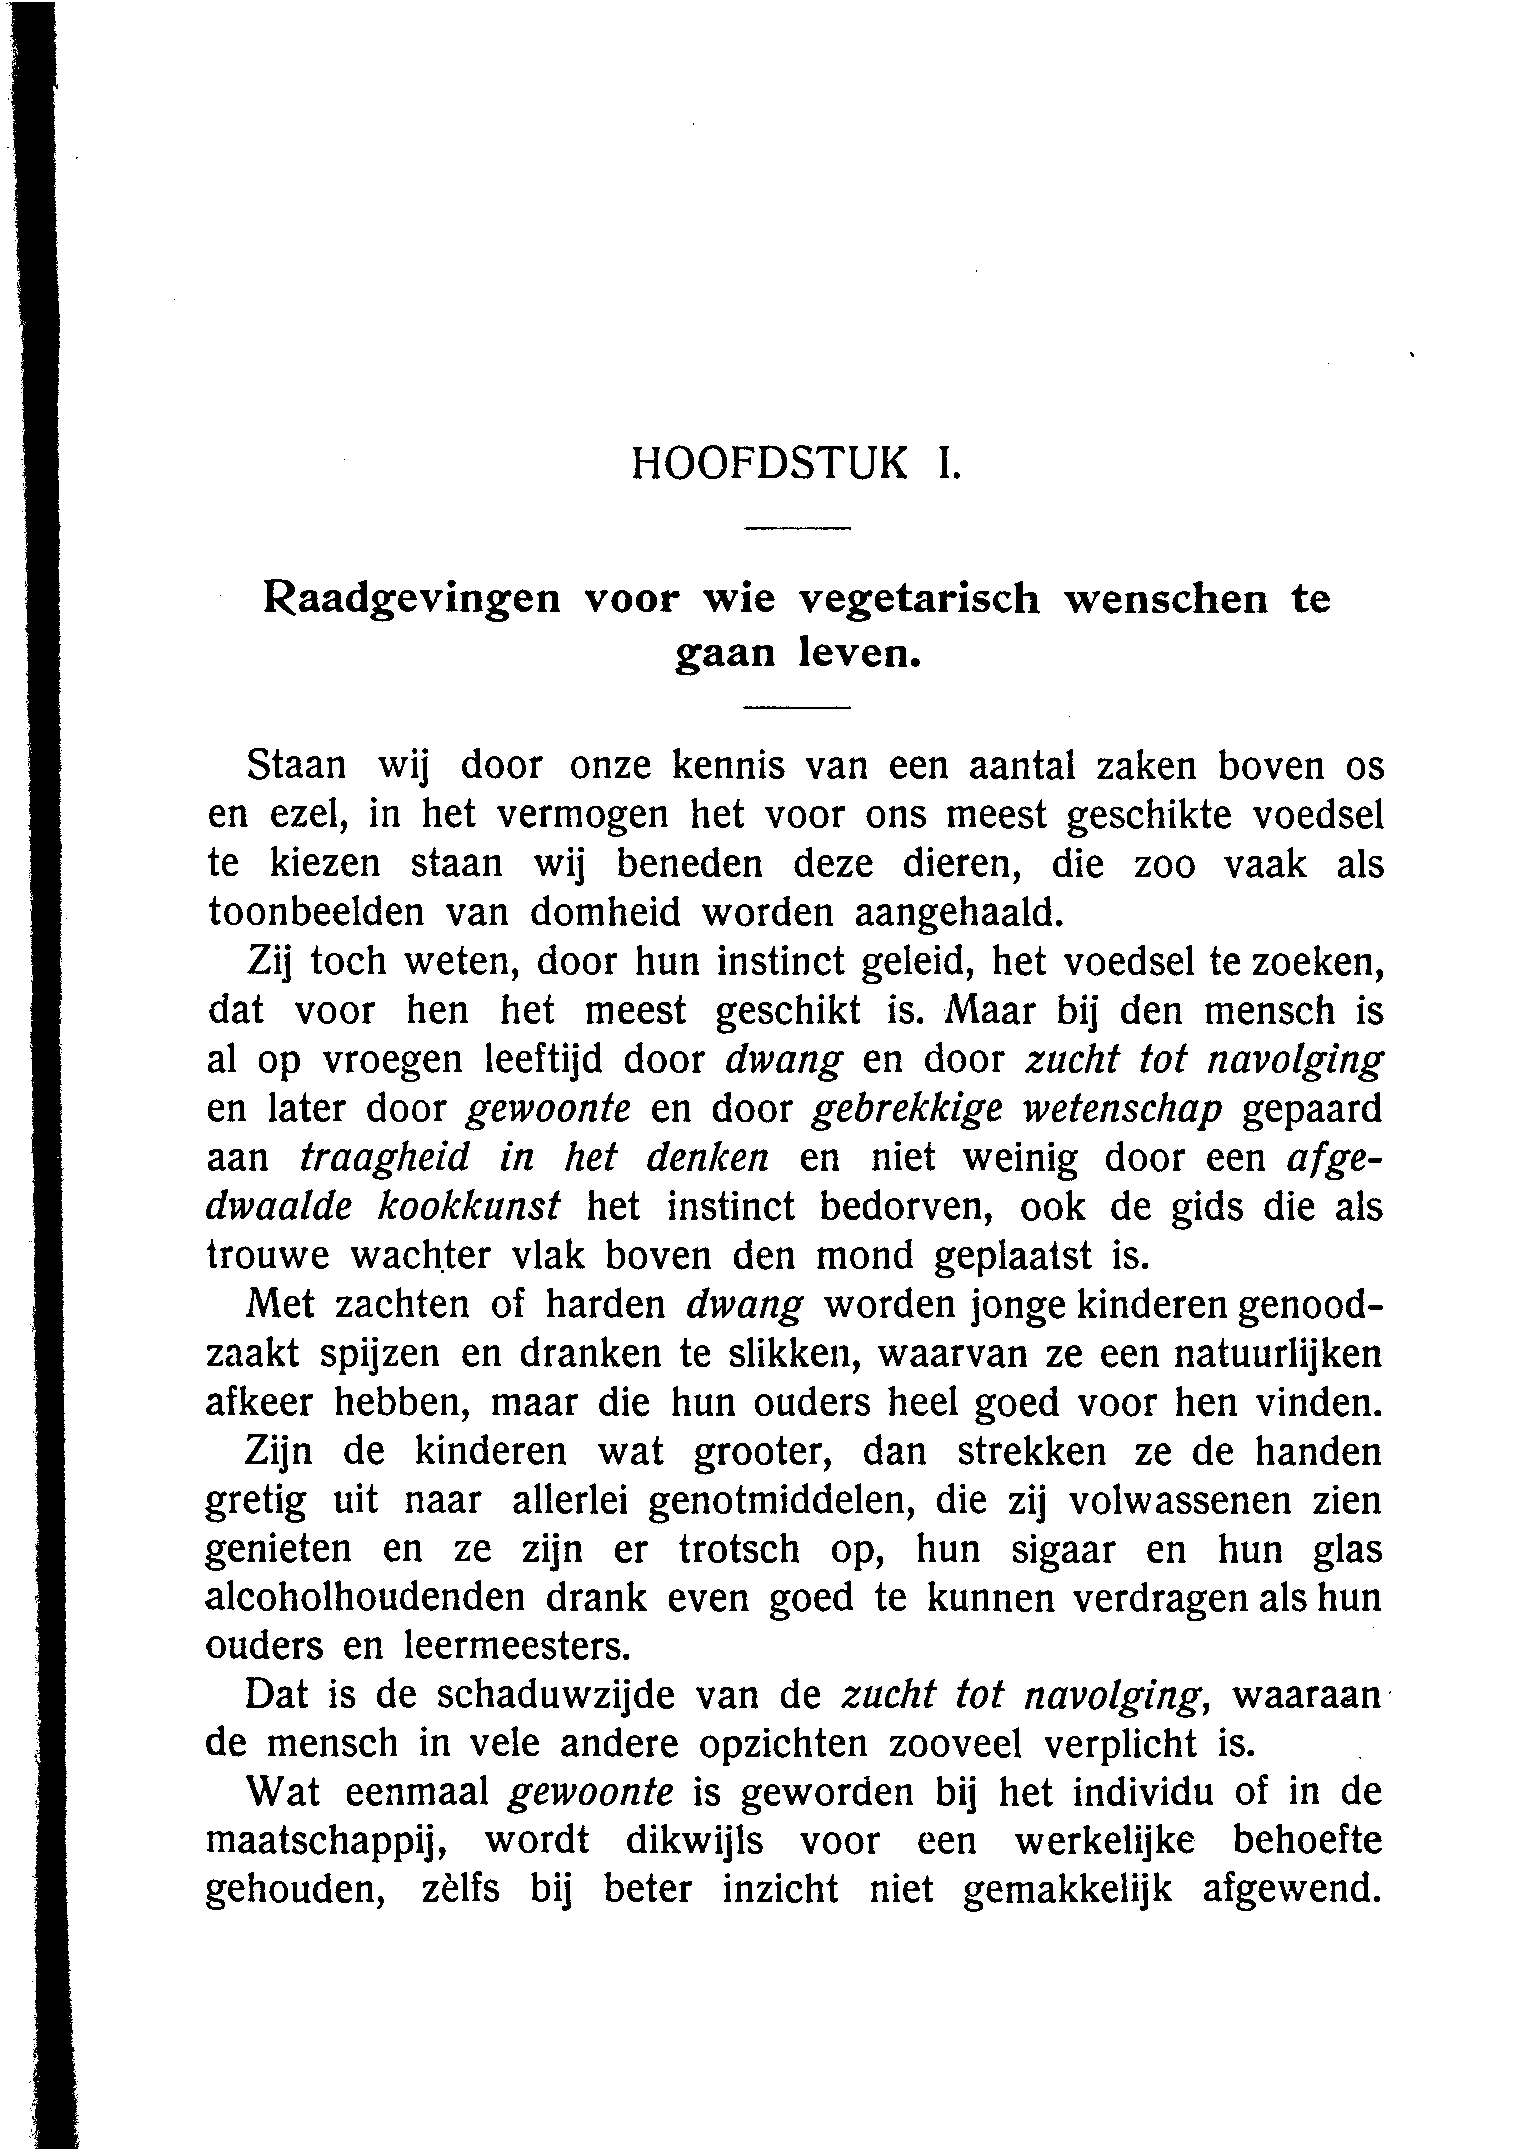 HOOFDSTUK I.
Raadgevingen voor wie vegetarisch wenschen te
gaan leven.
Staan wij door onze kennis van een aantal zaken boven os
en ezel, in het vermogen het voor ons meest geschikte voedsel
te kiezen staan wij beneden deze dieren, die zoo vaak als
toonbeelden van domheid worden aangehaald.
Zij toch weten, door hun instinct geleid, het voedsel te zoeken,
dat voor hen het meest geschikt is. Maar bij den mensch is
al op vroegen leeftijd door dwang en door zucht tot navolging
en later door gewoonte en door gebrekkige wetenschap gepaard
aan traagheid in het denken en niet weinig door een afge-
dwaalde kookkunst het instinct bedorven, ook de gids die als
trouwe wachter vlak boven den mond geplaatst is.
Met zachten of harden dwang worden jonge kinderen genood-
zaakt spijzen en dranken te slikken, waarvan ze een natuurlijken
afkeer hebben, maar die hun ouders heel goed voor hen vinden.
Zijn de kinderen wat grooter, dan strekken ze de handen
gretig uit naar allerlei genotmiddelen, die zij volwassenen zien
genieten en ze zijn er trotsch op, hun sigaar en hun glas
alcoholhoudenden drank even goed te kunnen verdragen als hun
ouders en leermeesters.
Dat is de schaduwzijde van de zucht tot navolging, waaraan
de mensch in vele andere opzichten zooveel verplicht is.
Wat eenmaal gewoonte is geworden bij het individu of in de
maatschappij, wordt dikwijls voor een werkelijke behoefte
gehouden, zèlfs bij beter inzicht niet gemakkelijk afgewend.